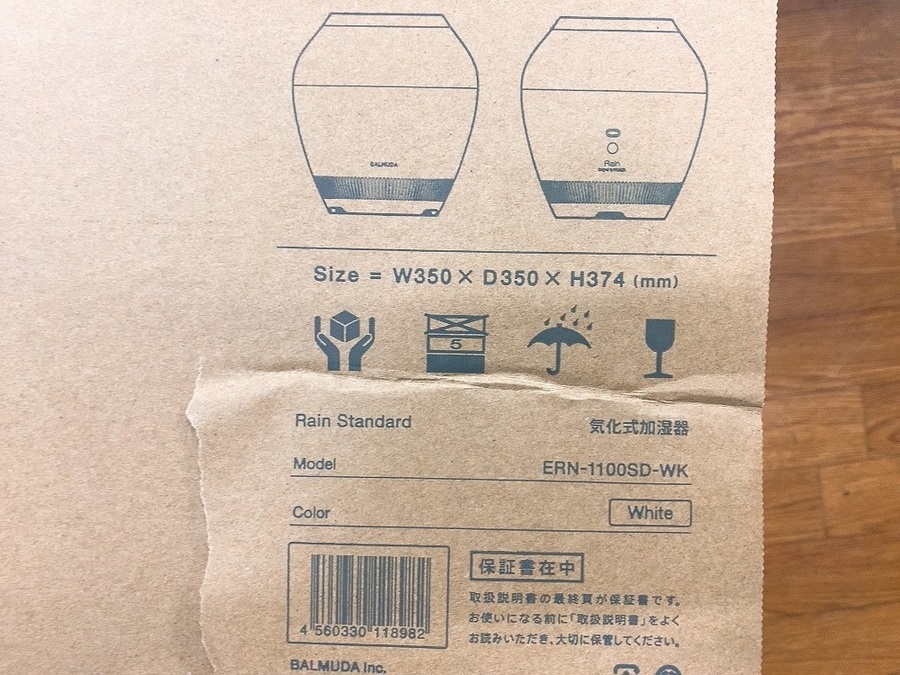 BALMUDA
Rain
Size = W350 × D350 × H374 (mm)
5
Rain Standard
気化式加湿器
Model
ERN-1100SD-WK
Color
White
4 560330 118982
保証書在中
取扱説明書の最終頁が保証書です。
お使いになる前に「取扱説明書」をよく
お読みいただき、大切に保管してください。
BALMUDA Inc.